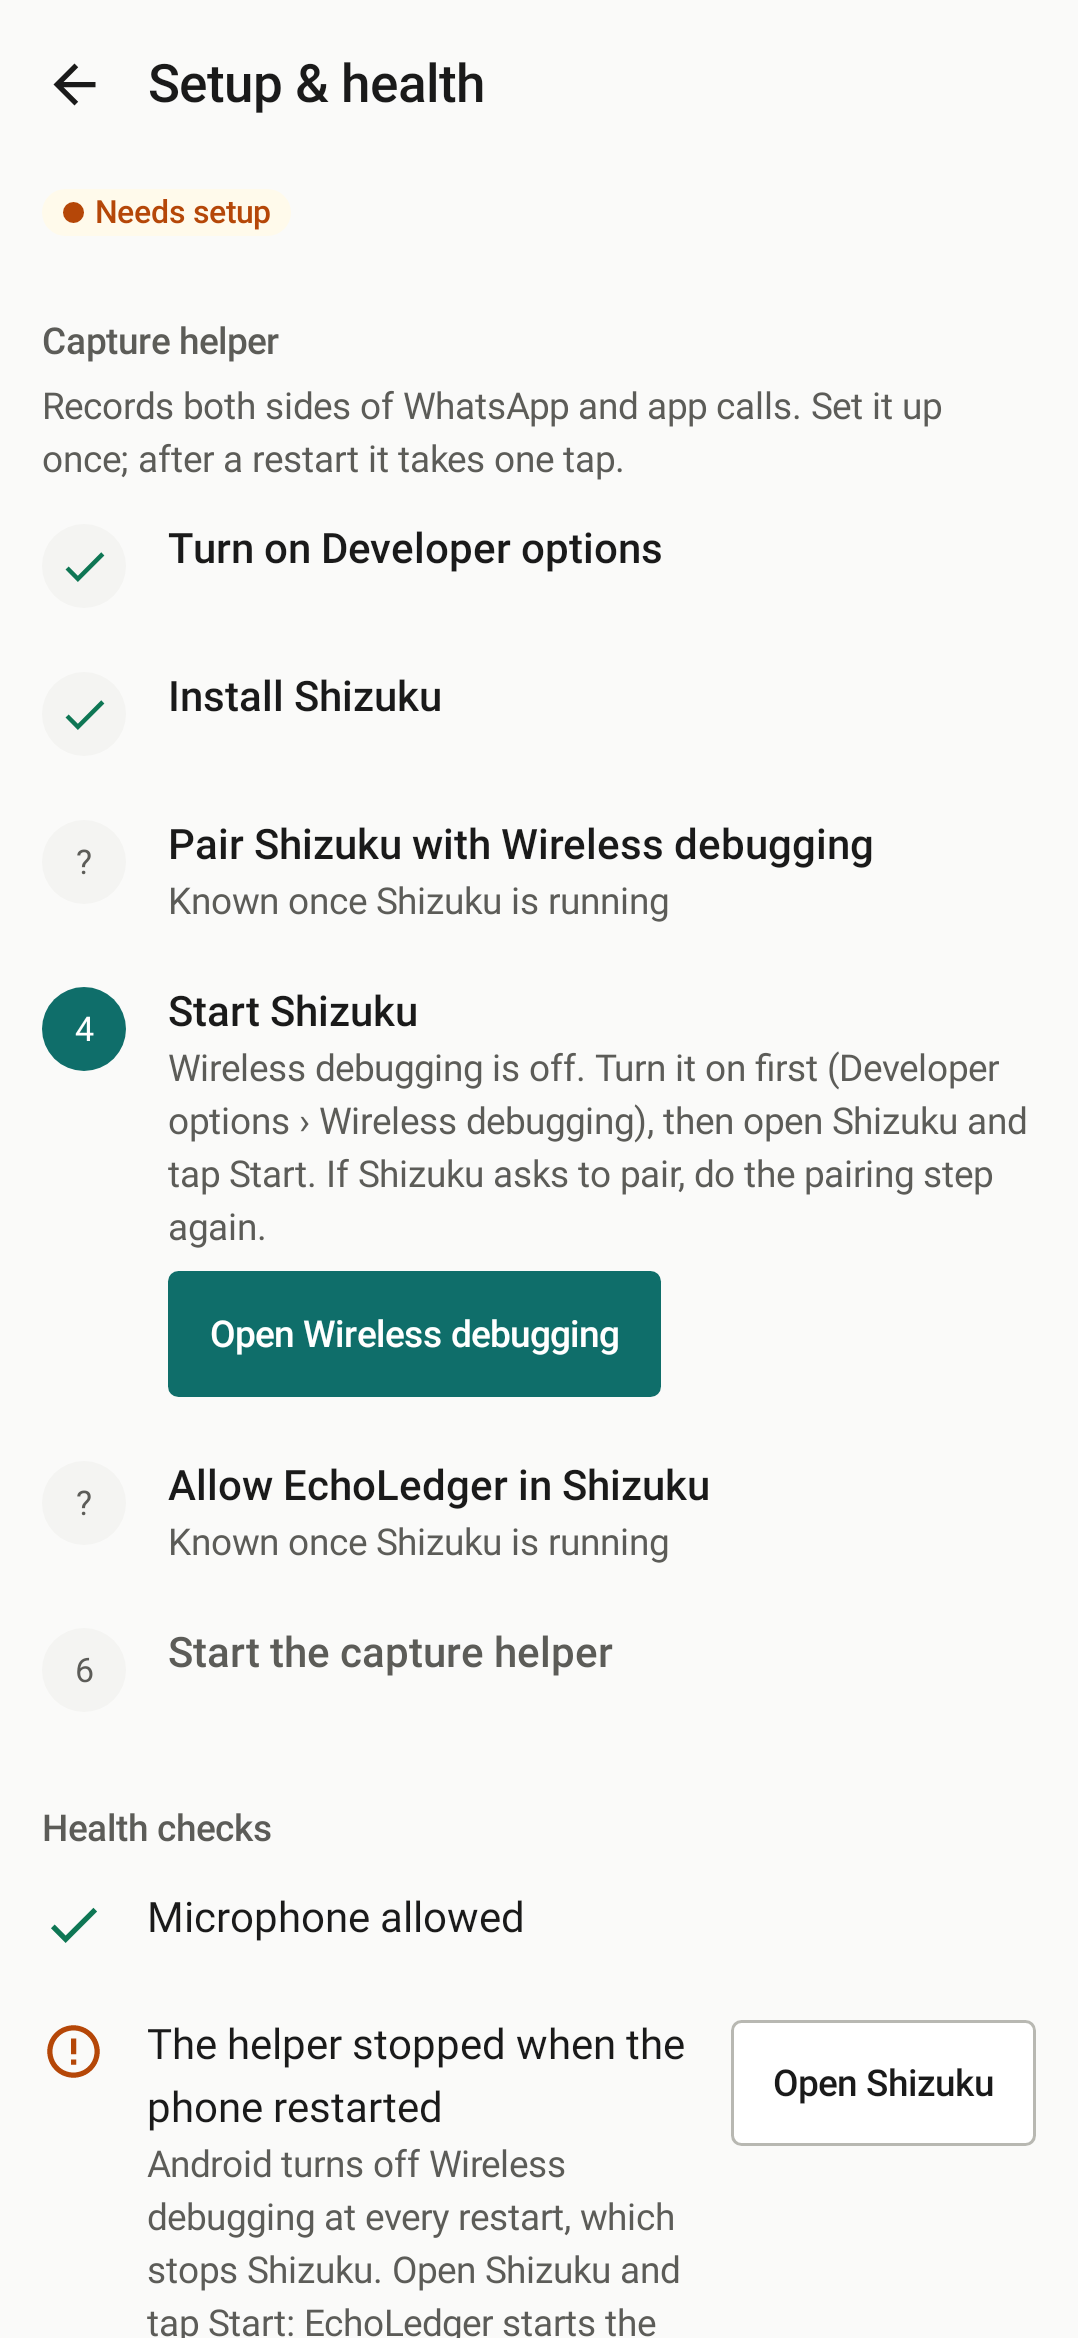 Setup & health
Needs setup
Capture helper
Records both sides of WhatsApp and app calls. Set it up
once; after a restart it takes one tap.
Turn on Developer options
Install Shizuku
?
Pair Shizuku with Wireless debugging
Known once Shizuku is running
4
Start Shizuku
Wireless debugging is off. Turn it on first (Developer
options › Wireless debugging), then open Shizuku and
tap Start. If Shizuku asks to pair, do the pairing step
again.
Open Wireless debugging
?
Allow EchoLedger in Shizuku
Known once Shizuku is running
6
Start the capture helper
Health checks
Microphone allowed
The helper stopped when the
phone restarted
Open Shizuku
Android turns off Wireless
debugging at every restart, which
stops Shizuku. Open Shizuku and
tap Start: EchoLedger starts the